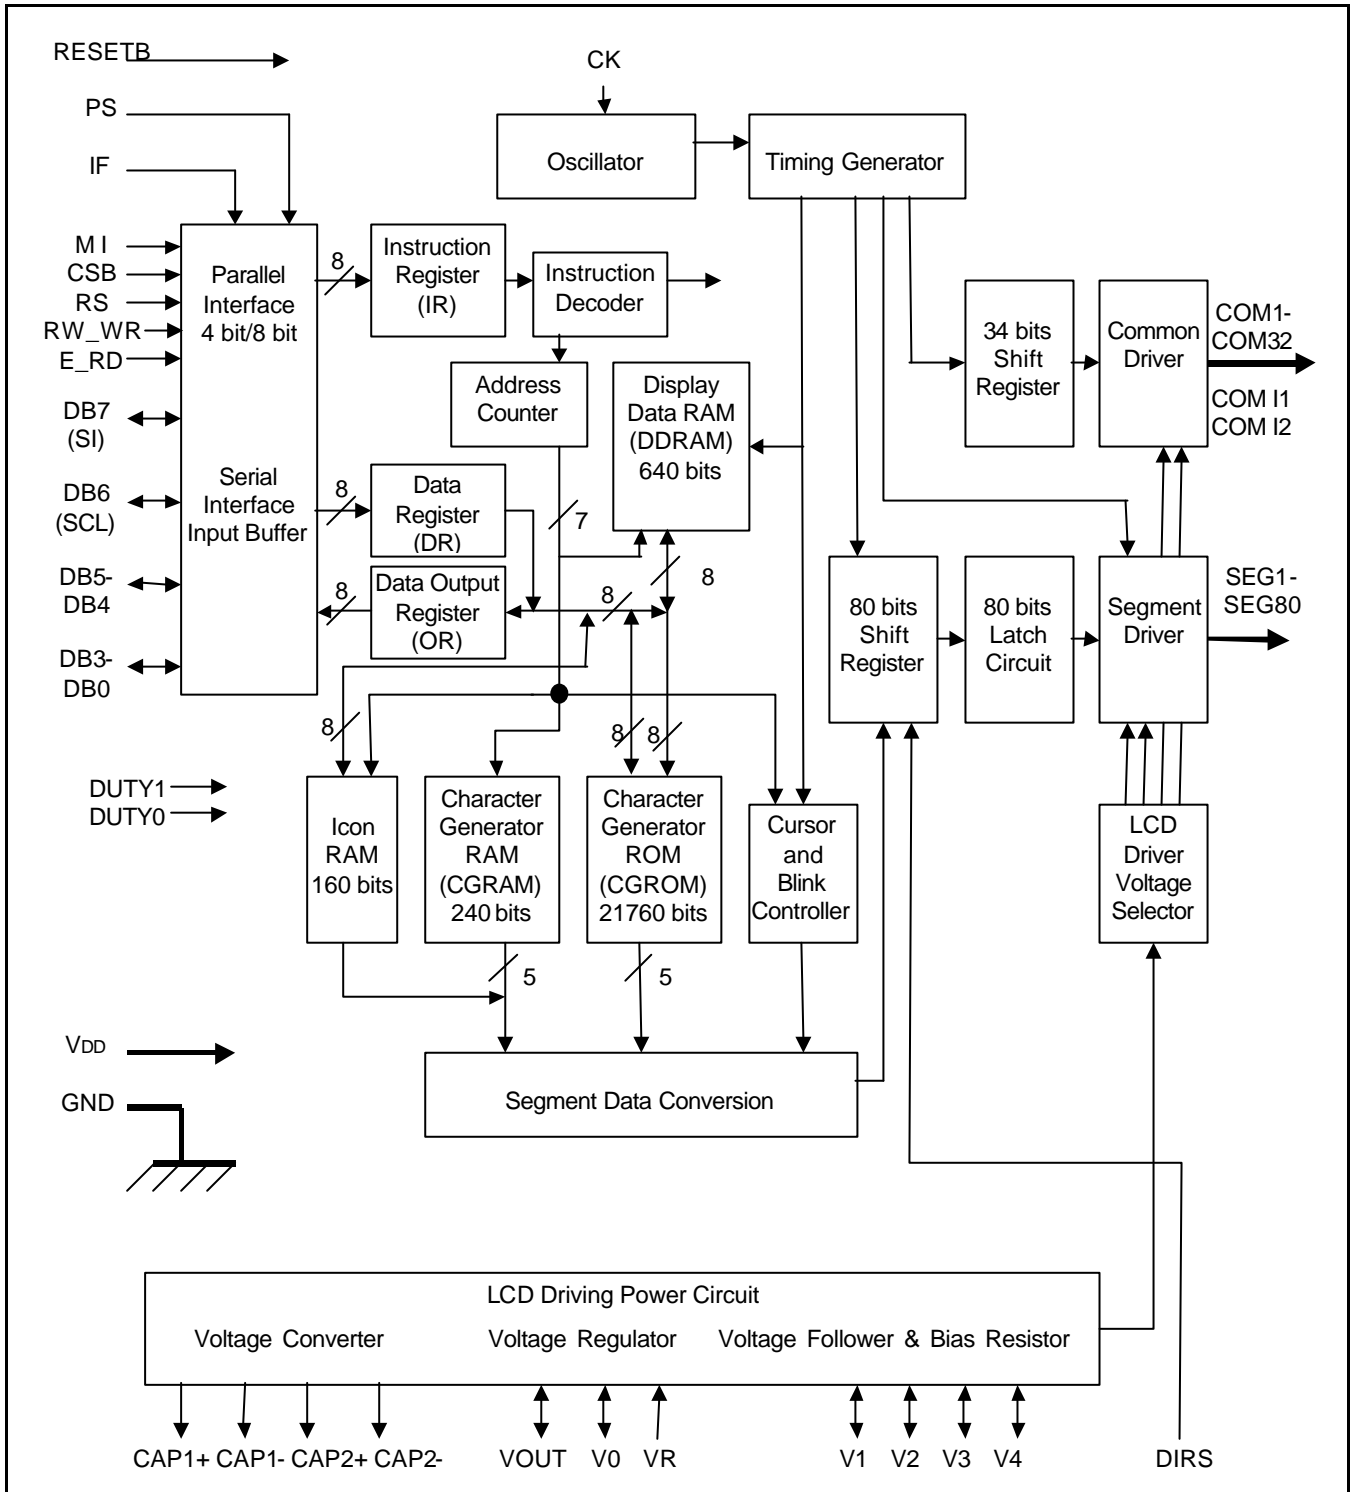 RESETB
CK
PS
IF
Oscillator
Timing Generator
MI
CSB
RS
RW_WR
E_RD
DB7
(SI)
DB6
(SCL)
DB5-
DB4
DB3-
DB0
Parallel
Interface
4 bit/8 bit
Serial
Interface
Input Buffer
8
Instruction
Register
(IR)
Instruction
Decoder
Address
Counter
Display
Data RAM
(DDRAM)
640 bits
34 bits
Shift
Register
Common
Driver
COM1-
COM32
COM I1
COM I2
8
Data
Register
(DR)
7
8
Data Output
Register
(OR)
8
8
80 bits
Shift
Register
80 bits
Latch
Circuit
Segment
Driver
SEG1-
SEG80
8
8
8
DUTY1
DUTY0
Icon
RAM
160 bits
Character
Generator
RAM
(CGRAM)
240 bits
Character
Generator
ROM
(CGROM)
21760 bits
Cursor
and
Blink
Controller
LCD
Driver
Voltage
Selector
5
5
VDD
GND
Segment Data Conversion
LCD Driving Power Circuit
Voltage Converter
Voltage Regulator
Voltage Follower & Bias Resistor
CAP1+ CAP1- CAP2+ CAP2-
VOUT
V0
VR
V1
V2
V3
V4
DIRS